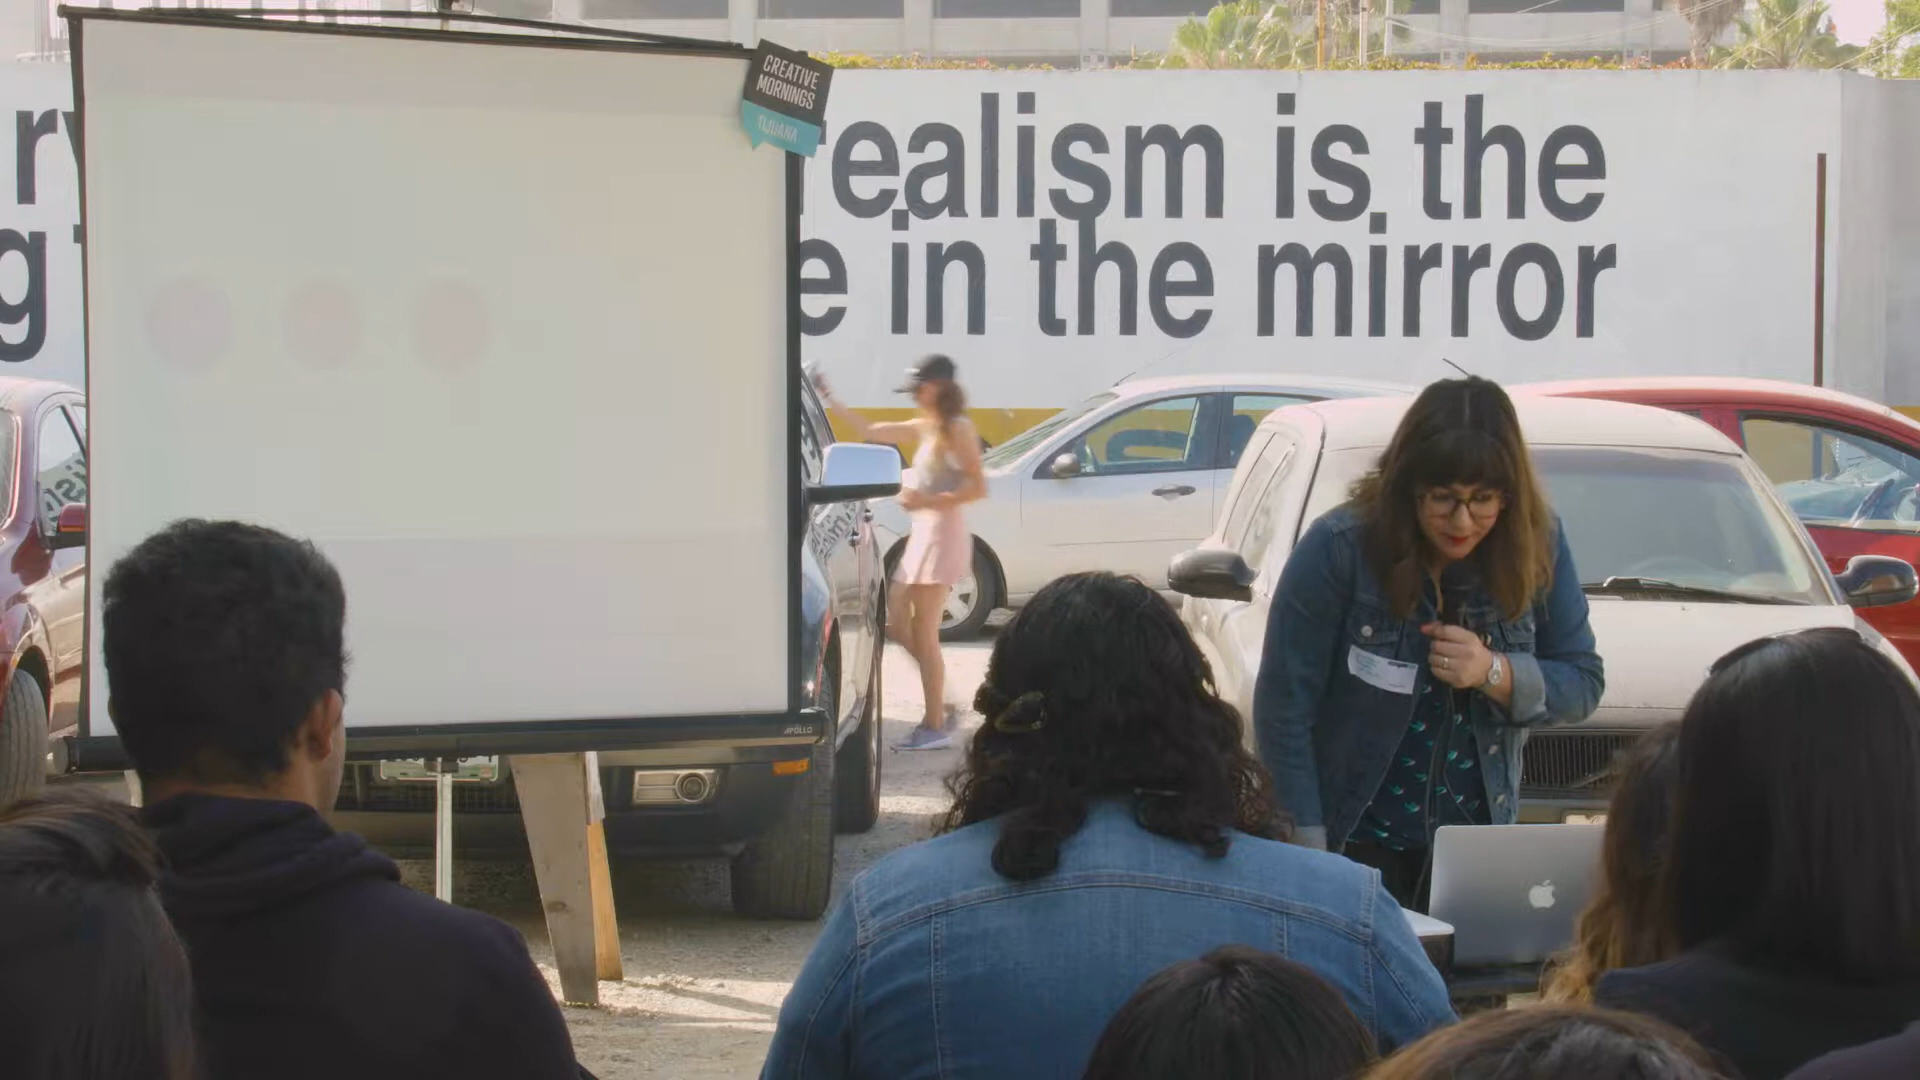 CREATIVE
MORNINGS
TIJUANA
realism is the
g e in the mirror
APOLLO